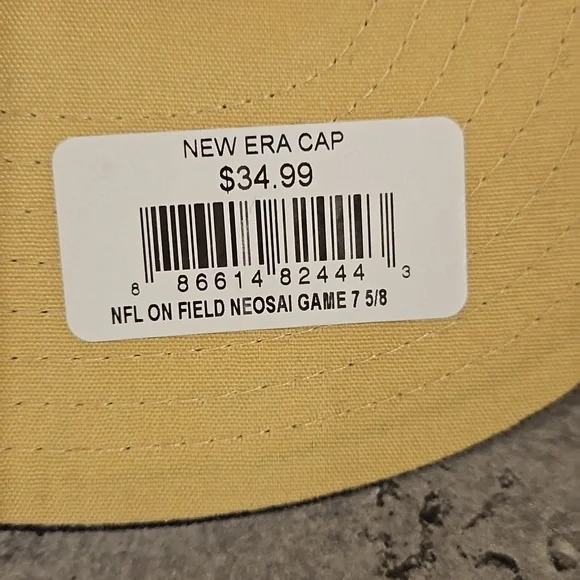 NEW ERA CAP
$34.99
8 86614 82444 3
NFL ON FIELD NEOSAI GAME 7 5/8